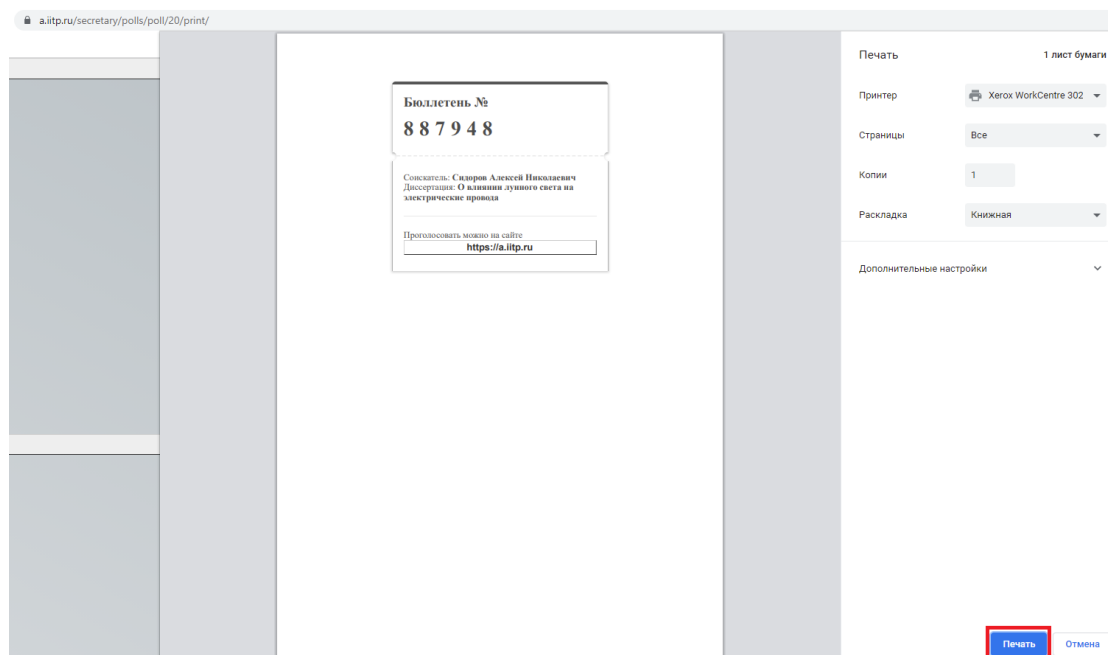 a.iitp.ru/secretary/polls/poll/20/print/
Бюллетень №
887948
Соискатель: Сидоров Алексей Николаевич
Диссертация: О влиянии лунного света на
электрические провода
Проголосовать можно на сайте
https://a.iitp.ru
Печать 1 лист бумаги
Принтер Xerox WorkCentre 302
Страницы Все
Копии 1
Раскладка Книжная
Дополнительные настройки
Печать Отмена